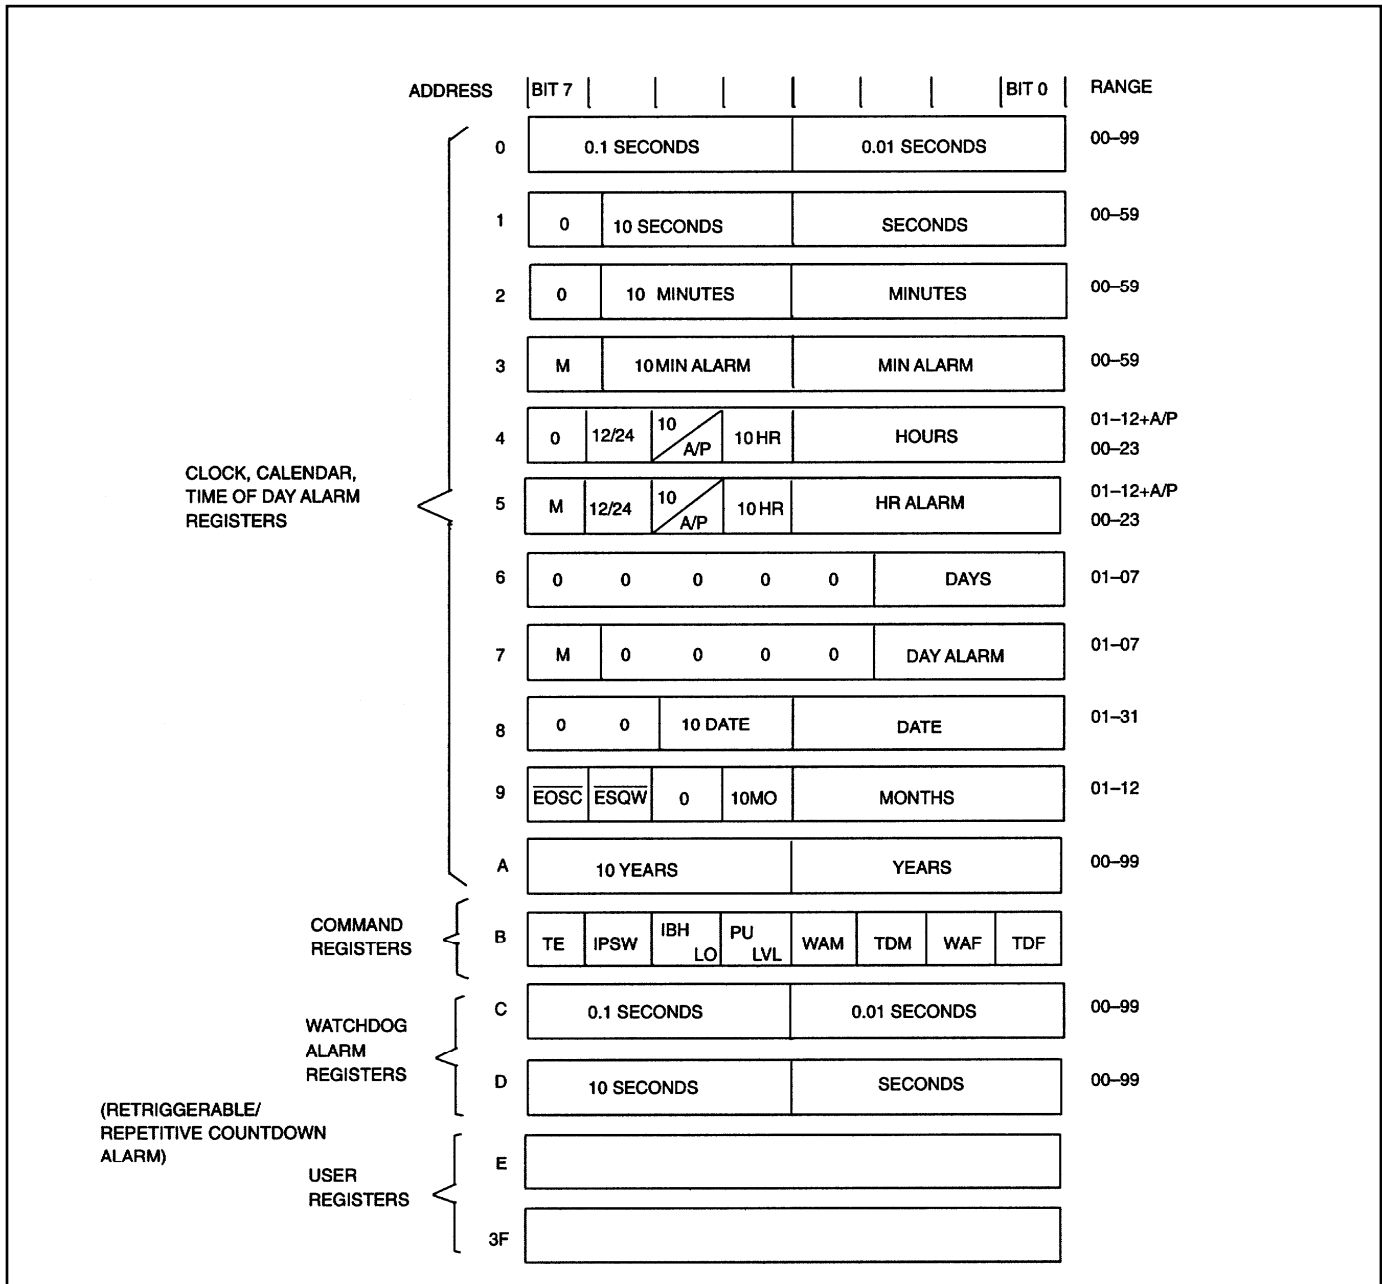 ADDRESS BIT 7 BIT 0 RANGE
0 0.1 SECONDS 0.01 SECONDS 00–99
1 0 10 SECONDS SECONDS 00–59
2 0 10 MINUTES MINUTES 00–59
3 M 10 MIN ALARM MIN ALARM 00–59
4 0 12/24 10 A/P 10 HR HOURS 01–12+A/P
00–23
CLOCK, CALENDAR,
TIME OF DAY ALARM
REGISTERS
5 M 12/24 10 A/P 10 HR HR ALARM 01–12+A/P
00–23
6 0 0 0 0 0 DAYS 01–07
7 M 0 0 0 0 DAY ALARM 01–07
8 0 0 10 DATE DATE 01–31
9 EOSC ESQW 0 10MO MONTHS 01–12
A 10 YEARS YEARS 00–99
COMMAND
REGISTERS
B TE IPSW IBH LO PU LVL WAM TDM WAF TDF
C 0.1 SECONDS 0.01 SECONDS 00–99
WATCHDOG
ALARM
REGISTERS
D 10 SECONDS SECONDS 00–99
(RETRIGGERABLE/
REPETITIVE COUNTDOWN
ALARM)
E
USER
REGISTERS
3F